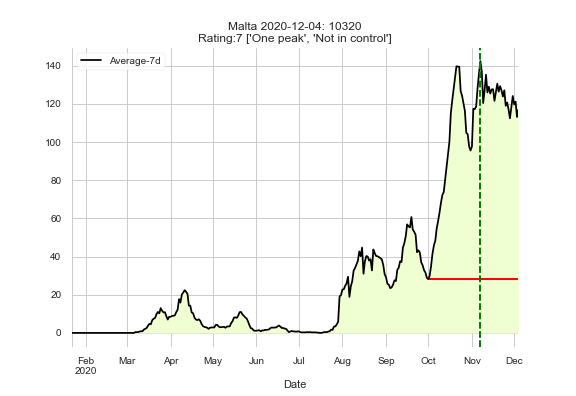 Malta 2020-12-04: 10320
Rating:7 ['One peak', 'Not in control']
Average-7d
140
120
100
80
60
40
20
0
Feb Mar Apr May Jun Jul Aug Sep Oct Nov Dec
2020
Date